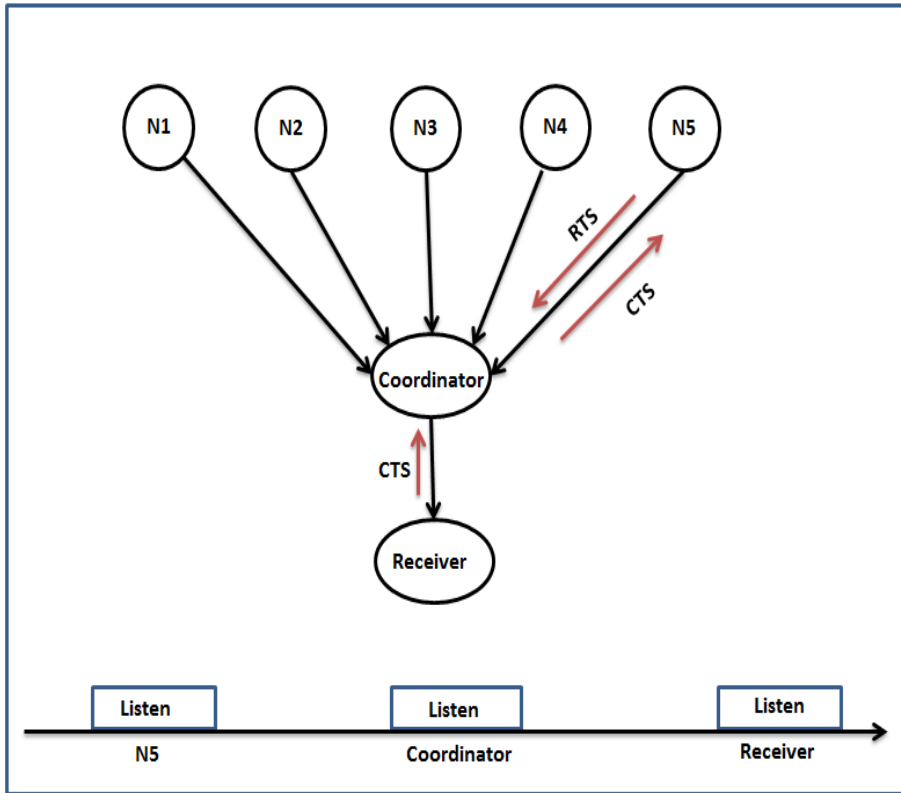 N1
N2
N3
N4
N5
RTS
CTS
Coordinator
CTS
Receiver
Listen
Listen
Listen
N5
Coordinator
Receiver